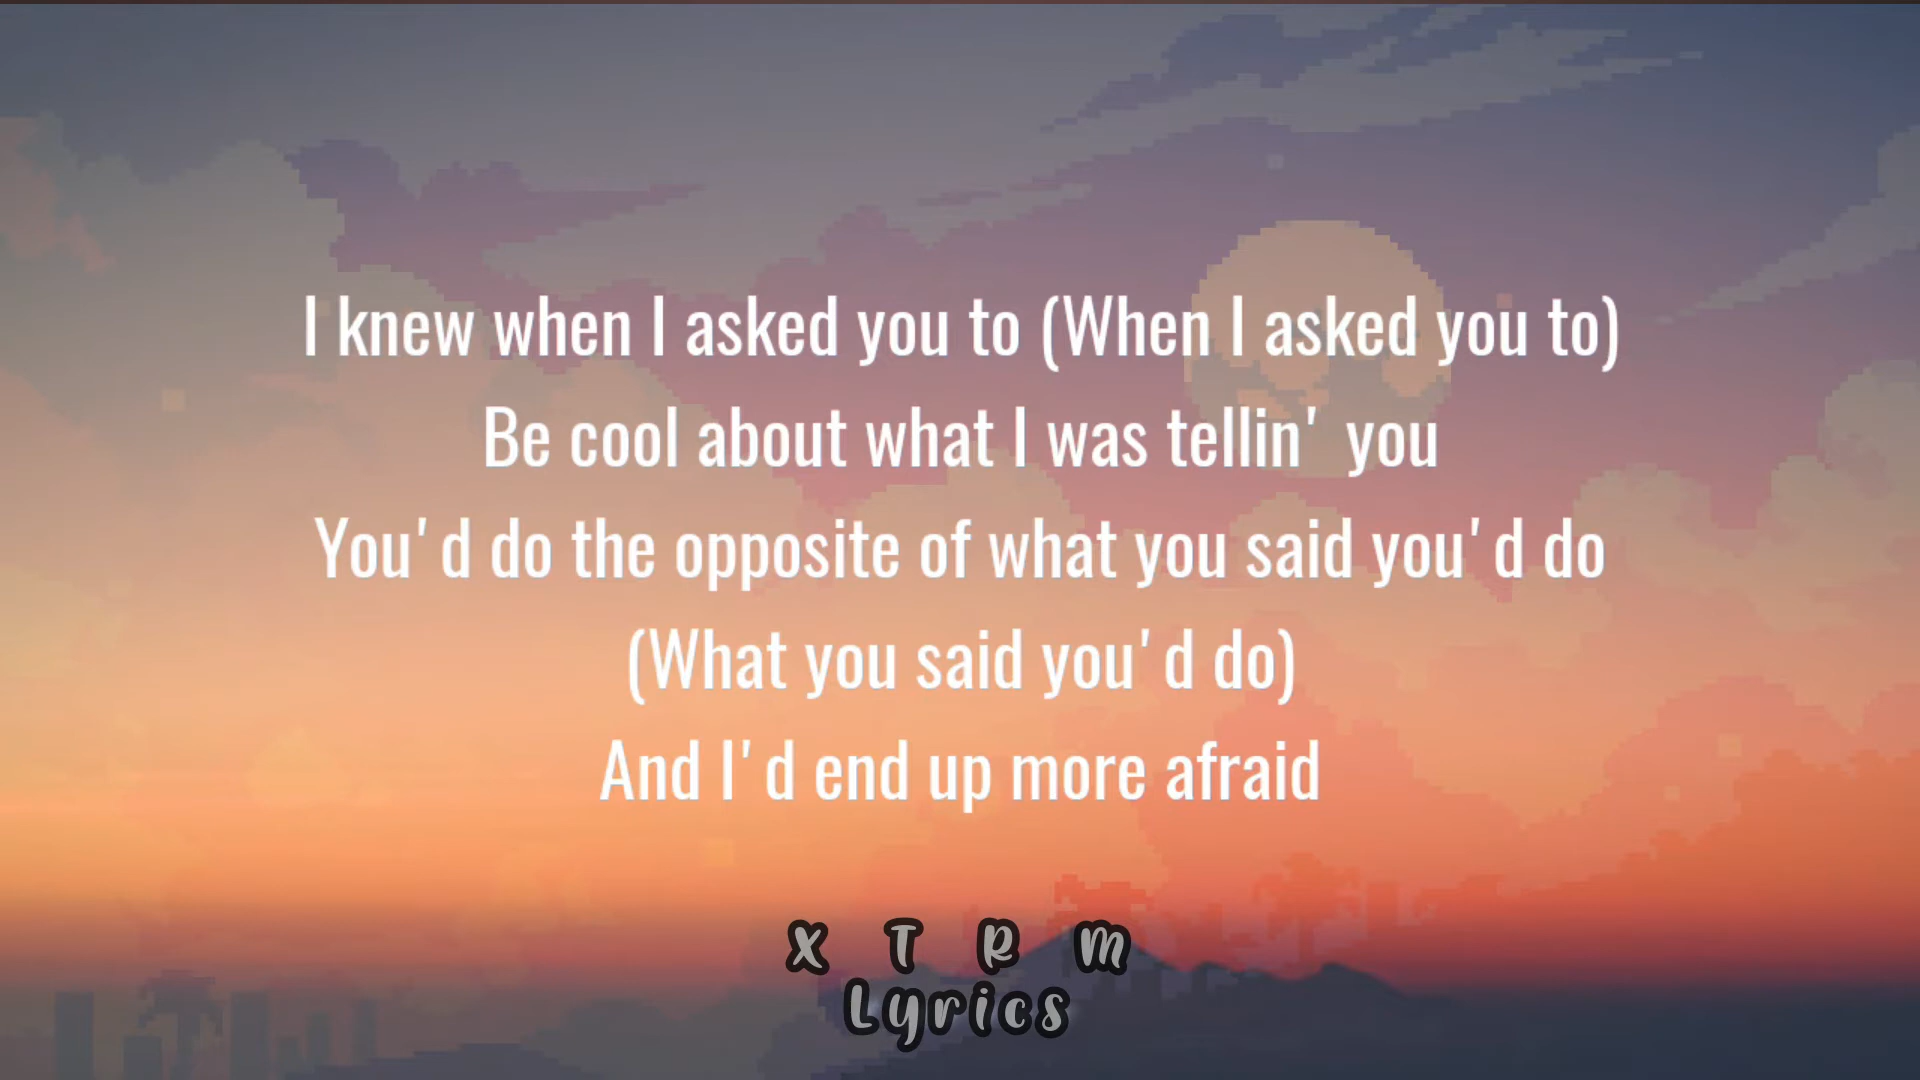 I knew when I asked you to (When I asked you to)
Be cool about what I was tellin' you
You'd do the opposite of what you said you'd do
(What you said you'd do)
And I'd end up more afraid
X T R M
Lyrics